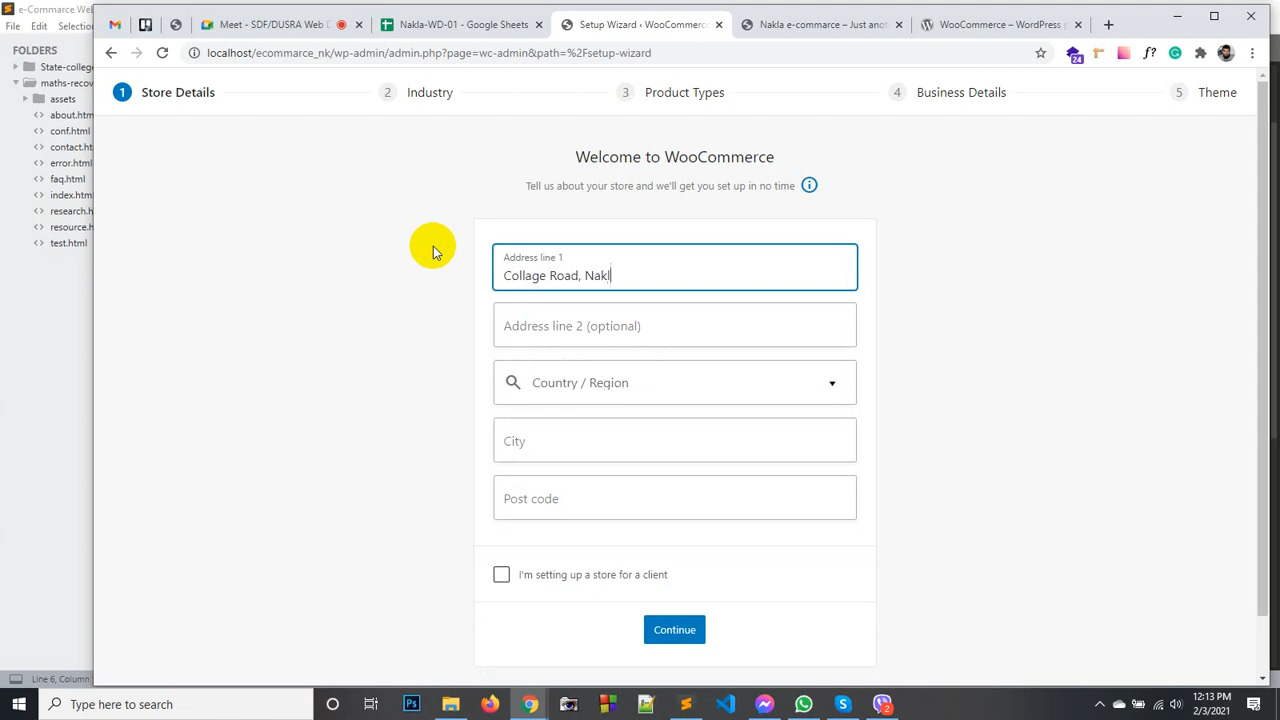 e-Commerce Web
File Edit Selection
FOLDERS
State-colleg
maths-recov
assets
about.htm
conf.html
contact.h
error.html
faq.html
index.htm
research.h
resource.h
test.html
Line 6, Column
Meet - SDF/DUSRA Web D
Nakla-WD-01 - Google Sheets
Setup Wizard ‹ WooCommerc
Nakla e-Commerce – Just anot
WooCommerce – WordPress p
localhost/ecommerce_nk/wp-admin/admin.php?page=wc-admin&path=%2Fsetup-wizard
24
f?
1 Store Details
2 Industry
3 Product Types
4 Business Details
5 Theme
Welcome to WooCommerce
Tell us about your store and we'll get you set up in no time
Address line 1
Collage Road, Nakl
Address line 2 (optional)
Country / Region
City
Post code
I'm setting up a store for a client
Continue
Type here to search
Ps
2
12:13 PM
2/3/2021